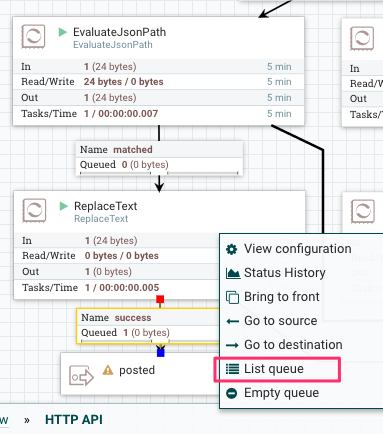 EvaluateJsonPath
EvaluateJsonPath
In 1 (24 bytes) 5 min
Read/Write 24 bytes / 0 bytes 5 min
Out 1 (24 bytes) 5 min
Tasks/Time 1 / 00:00:00.007 5 min
In
Read/W
Out
Tasks/
Name matched
Queued 0 (0 bytes)
ReplaceText
ReplaceText
In 1 (24 bytes)
Read/Write 0 bytes / 0 bytes
Out 1 (0 bytes)
Tasks/Time 1 / 00:00:00.005
Name success
Queued 1 (0 bytes)
posted
View configuration
Status History
Bring to front
Go to source
Go to destination
List queue
Empty queue
w » HTTP API